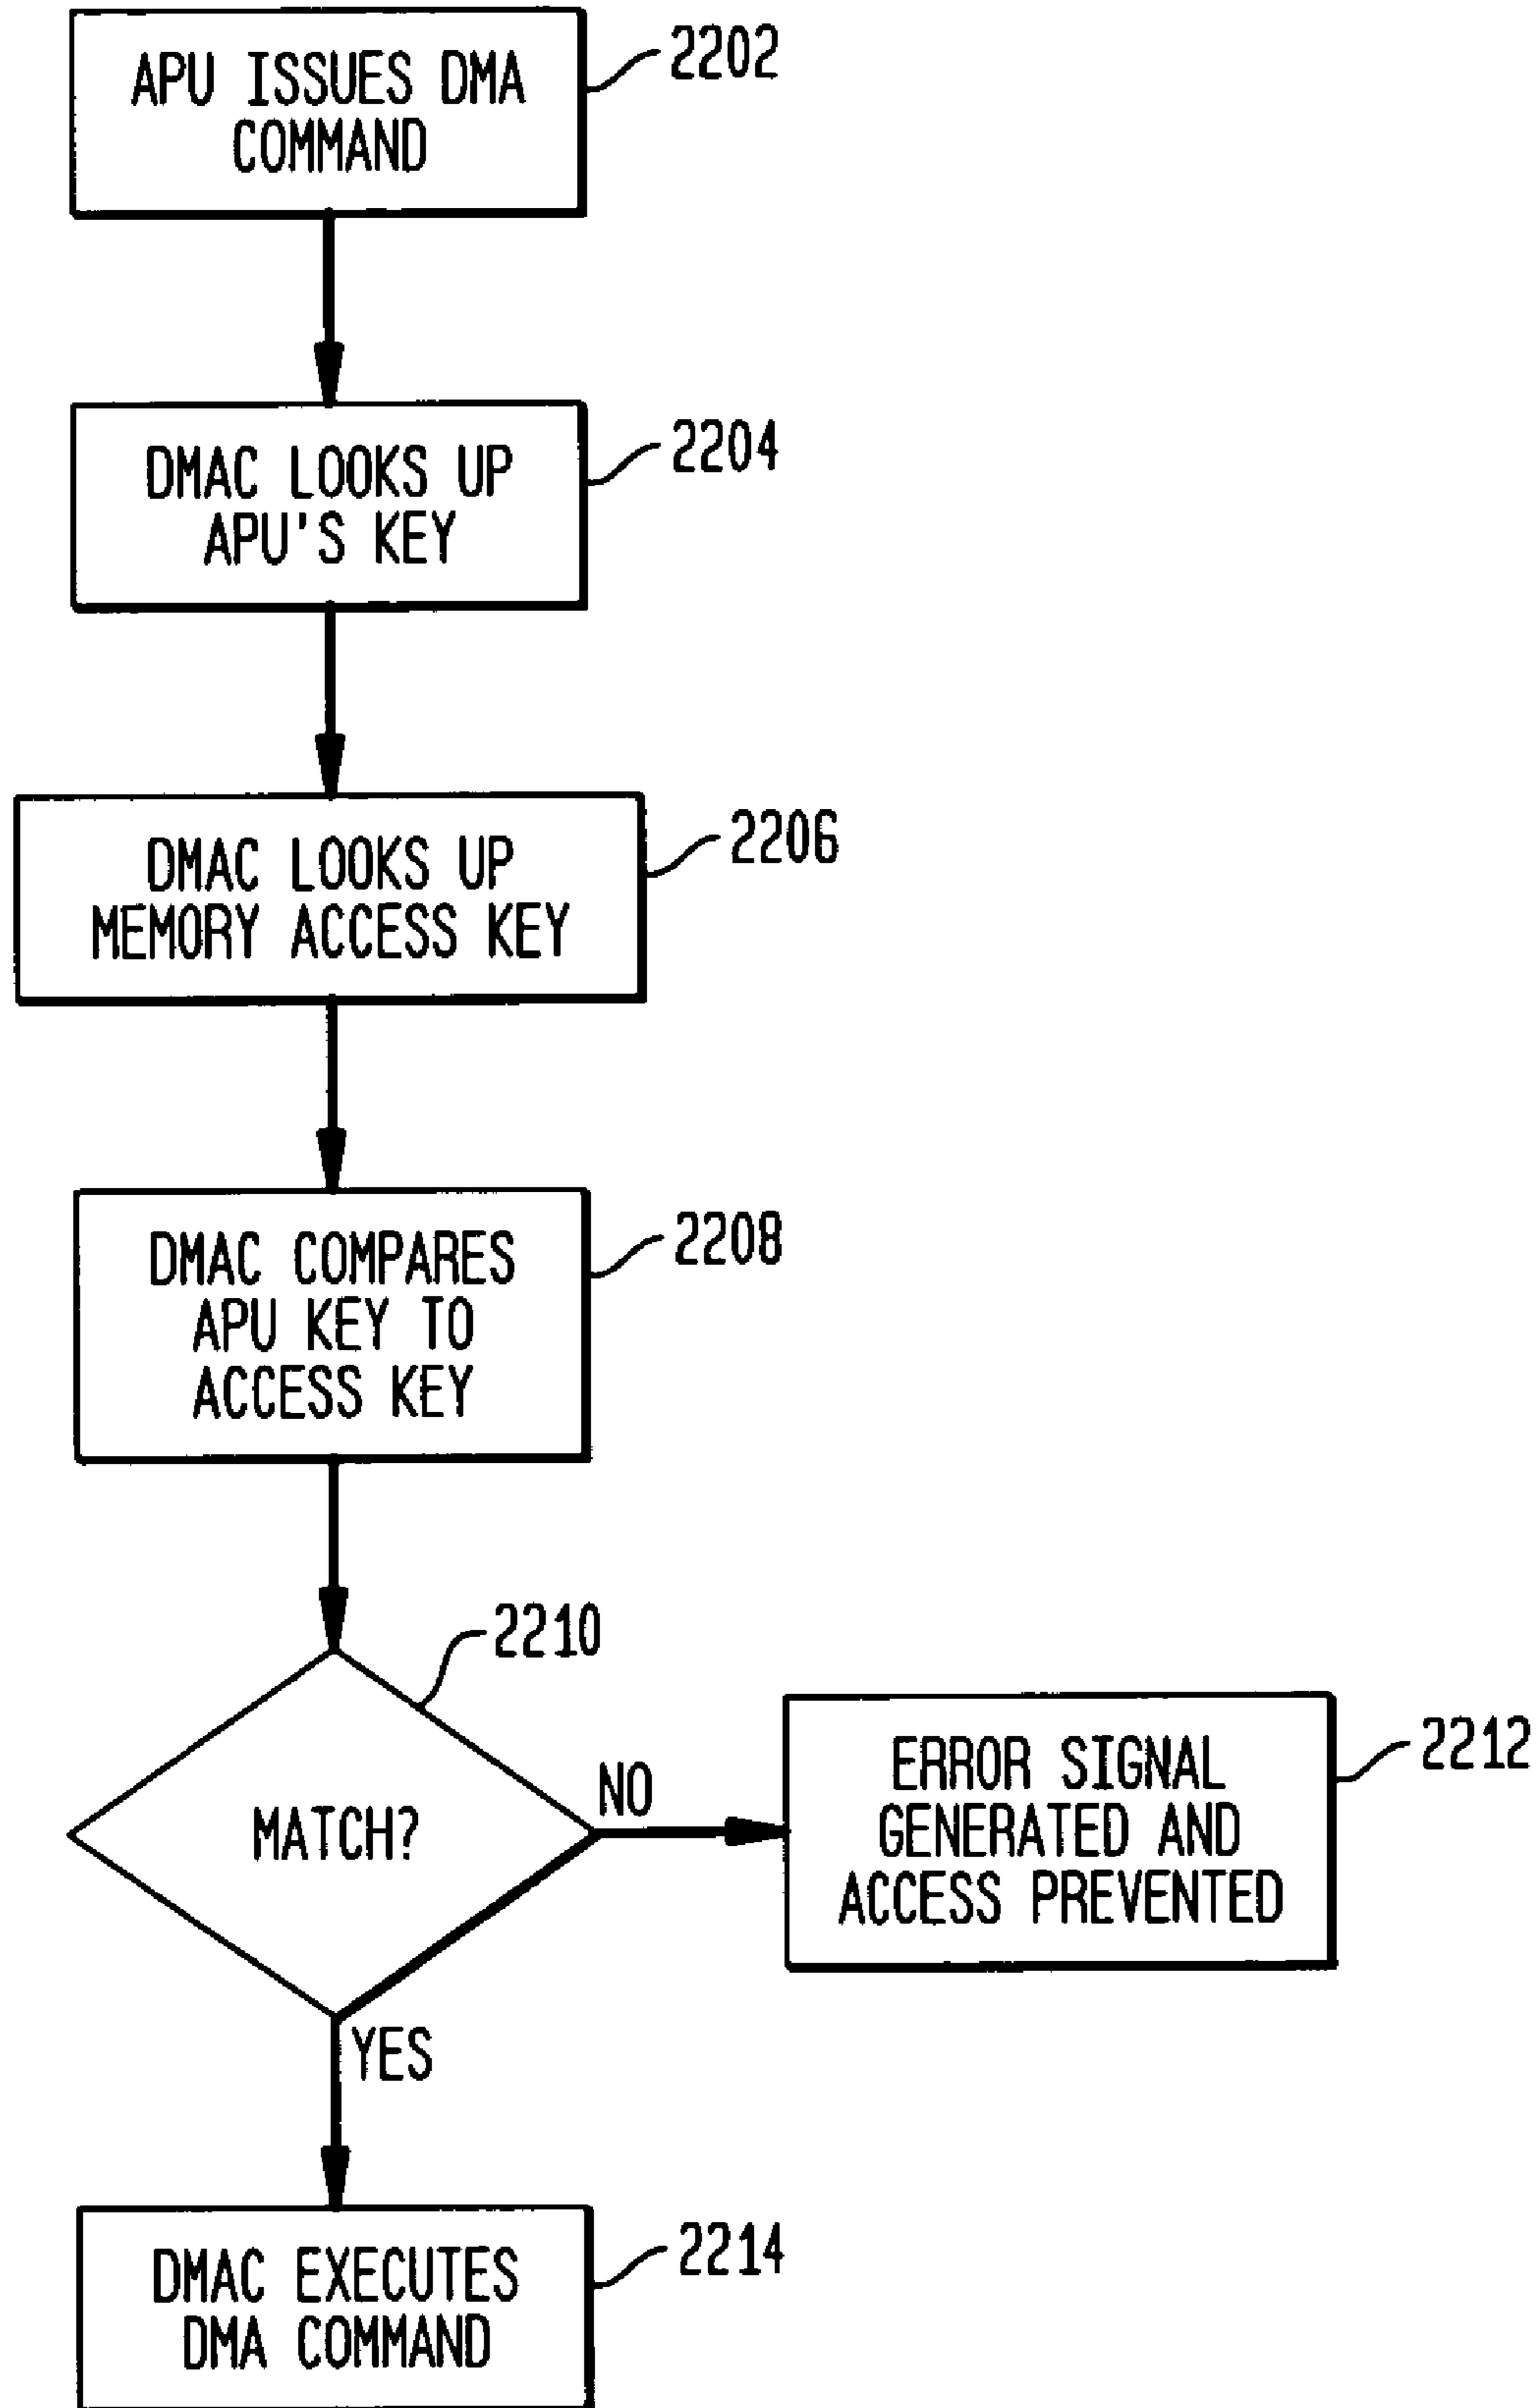 APU ISSUES DMA
COMMAND
2202
DMAC LOOKS UP
APU'S KEY
2204
DMAC LOOKS UP
MEMORY ACCESS KEY
2206
DMAC COMPARES
APU KEY TO
ACCESS KEY
2208
2210
MATCH?
NO
ERROR SIGNAL
GENERATED AND
ACCESS PREVENTED
2212
YES
DMAC EXECUTES
DMA COMMAND
2214